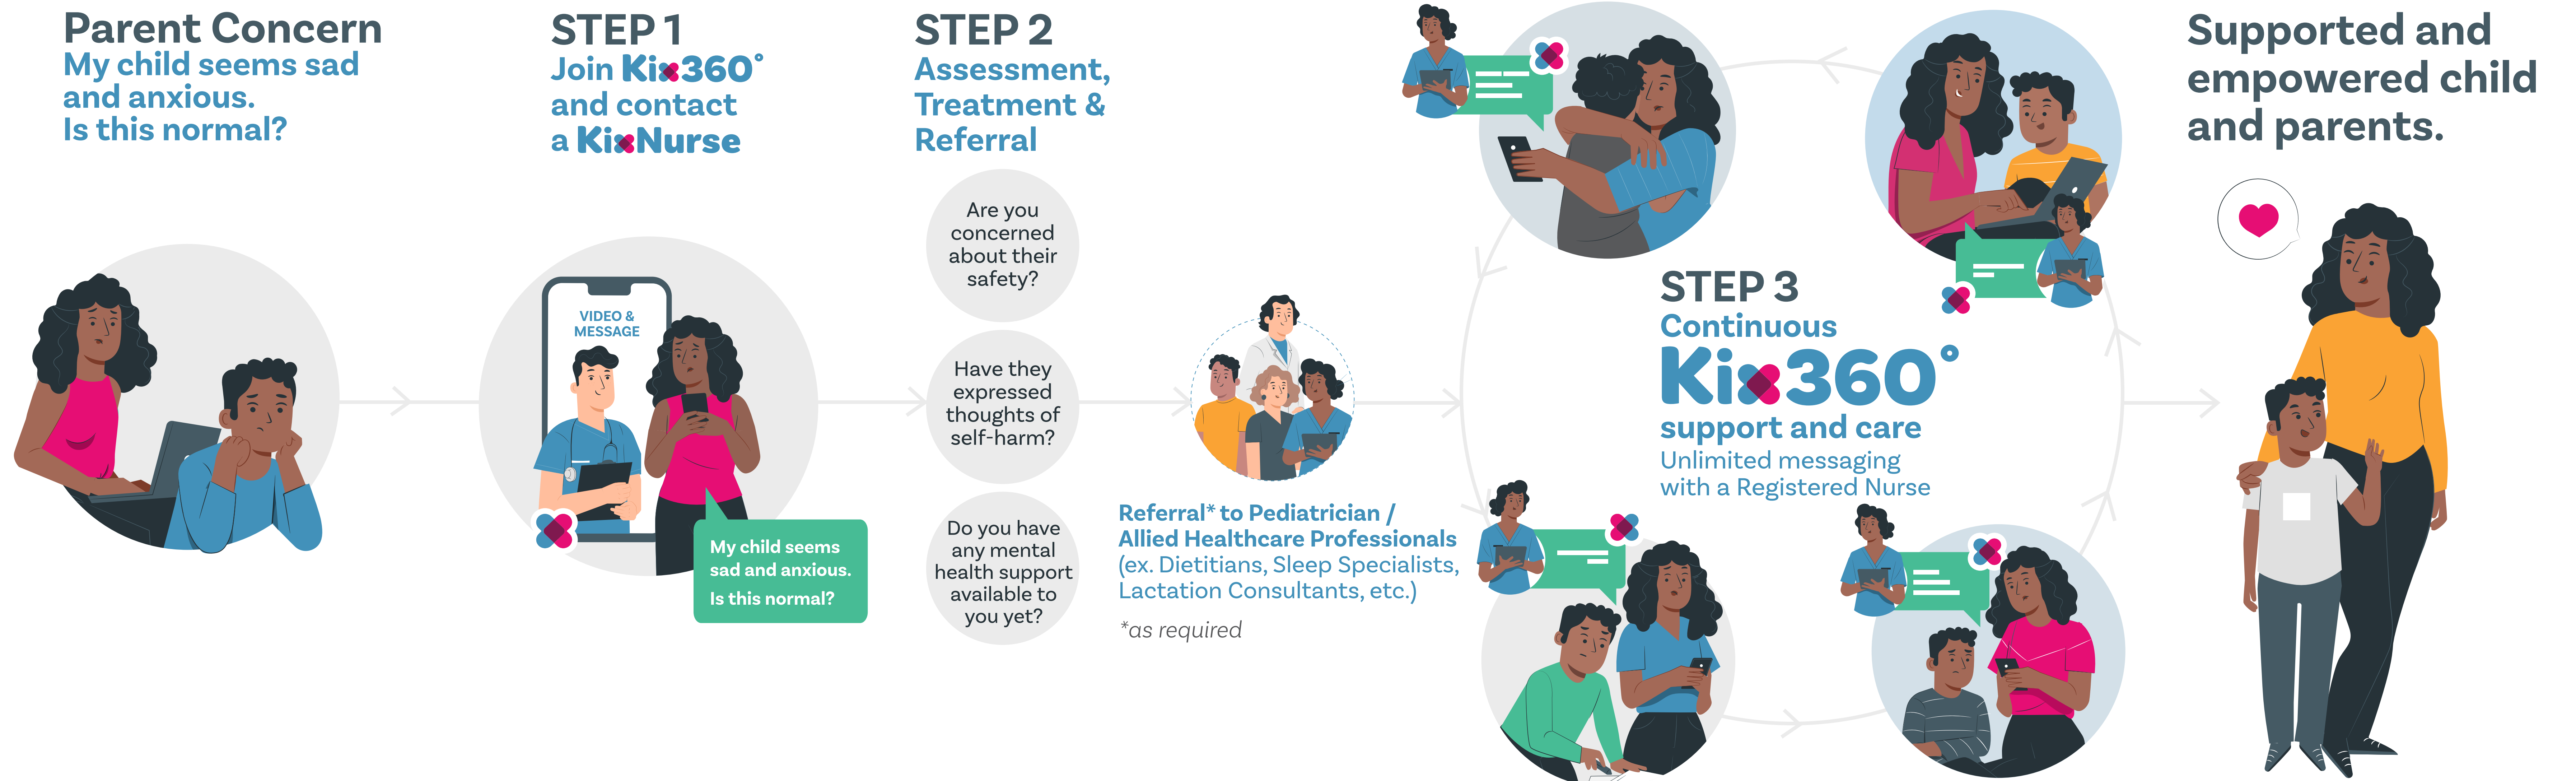 Parent Concern
My child seems sad
and anxious.
Is this normal?
STEP 1
Join Kix360°
and contact
a KixNurse
VIDEO &
MESSAGE
My child seems
sad and anxious.
Is this normal?
STEP 2
Assessment,
Treatment &
Referral
Are you
concerned
about their
safety?
Have they
expressed
thoughts of
self-harm?
Do you have
any mental
health support
available to
you yet?
Referral* to Pediatrician /
Allied Healthcare Professionals
(ex. Dietitians, Sleep Specialists,
Lactation Consultants, etc.)
*as required
STEP 3
Continuous
Kix360°
support and care
Unlimited messaging
with a Registered Nurse
Supported and
empowered child
and parents.